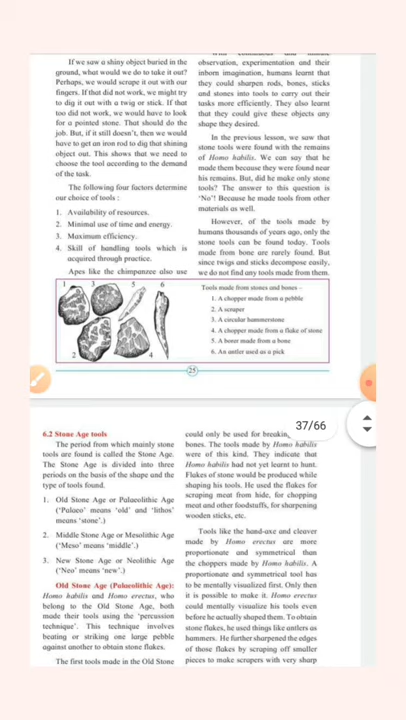 If we saw a shiny object buried in the
ground, what would we do to take it out?
Perhaps, we would scrape it out with our
fingers. If that did not work, we might try
to dig it out with a twig or stick. If that
too did not work, we would have to look
for a pointed stone. That should do the
job. But, if it still doesn't, then we would
have to get an iron rod to dig that shining
object out. This shows that we need to
choose the tool according to the demand
of the task.
The following four factors determine
our choice of tools :
1. Availability of resources.
2. Minimal use of time and energy.
3. Maximum efficiency.
4. Skill of handling tools which is
acquired through practice.
Apes like the chimpanzee also use
observation, experimentation and their
inborn imagination, humans learnt that
they could sharpen rods, bones, sticks
and stones into tools to carry out their
tasks more efficiently. They also learnt
that they could give these objects any
shape they desired.
In the previous lesson, we saw that
stone tools were found with the remains
of Homo habilis. We can say that he
made them because they were found near
his remains. But, did he make only stone
tools? The answer to this question is
'No'! Because he made tools from other
materials as well.
However, of the tools made by
humans thousands of years ago, only the
stone tools can be found today. Tools
made from bone are rarely found. But
since twigs and sticks decompose easily,
we do not find any tools made from them.
1
3
5
6
2
4
Tools made from stones and bones –
1. A chopper made from a pebble
2. A scraper
3. A circular hammerstone
4. A chopper made from a flake of stone
5. A borer made from a bone
6. An antler used as a pick
25
37/66
6.2 Stone Age tools
The period from which mainly stone
tools are found is called the Stone Age.
The Stone Age is divided into three
periods on the basis of the shape and the
type of tools found.
1. Old Stone Age or Palaeolithic Age
('Palaeo' means 'old' and 'lithos'
means 'stone'.)
2. Middle Stone Age or Mesolithic Age
('Meso' means 'middle'.)
3. New Stone Age or Neolithic Age
('Neo' means 'new'.)
Old Stone Age (Palaeolithic Age):
Homo habilis and Homo erectus, who
belong to the Old Stone Age, both
made their tools using the 'percussion
technique'. This technique involves
beating or striking one large pebble
against another to obtain stone flakes.
The first tools made in the Old Stone
could only be used for
bones. The tools made by Homo habilis
were of this kind. They indicate that
Homo habilis had not yet learnt to hunt.
Flakes of stone would be produced while
shaping his tools. He used the flakes for
scraping meat from hide, for chopping
meat and other foodstuffs, for sharpening
wooden sticks, etc.
Tools like the hand-axe and cleaver
made by Homo erectus are more
proportionate and symmetrical than
the choppers made by Homo habilis. A
proportionate and symmetrical tool has
to be mentally visualized first. Only then
it is possible to make it. Homo erectus
could mentally visualize his tools even
before he actually shaped them. To obtain
stone flakes, he used things like antlers as
hammers. He further sharpened the edges
of those flakes by scraping off smaller
pieces to make scrapers with very sharp